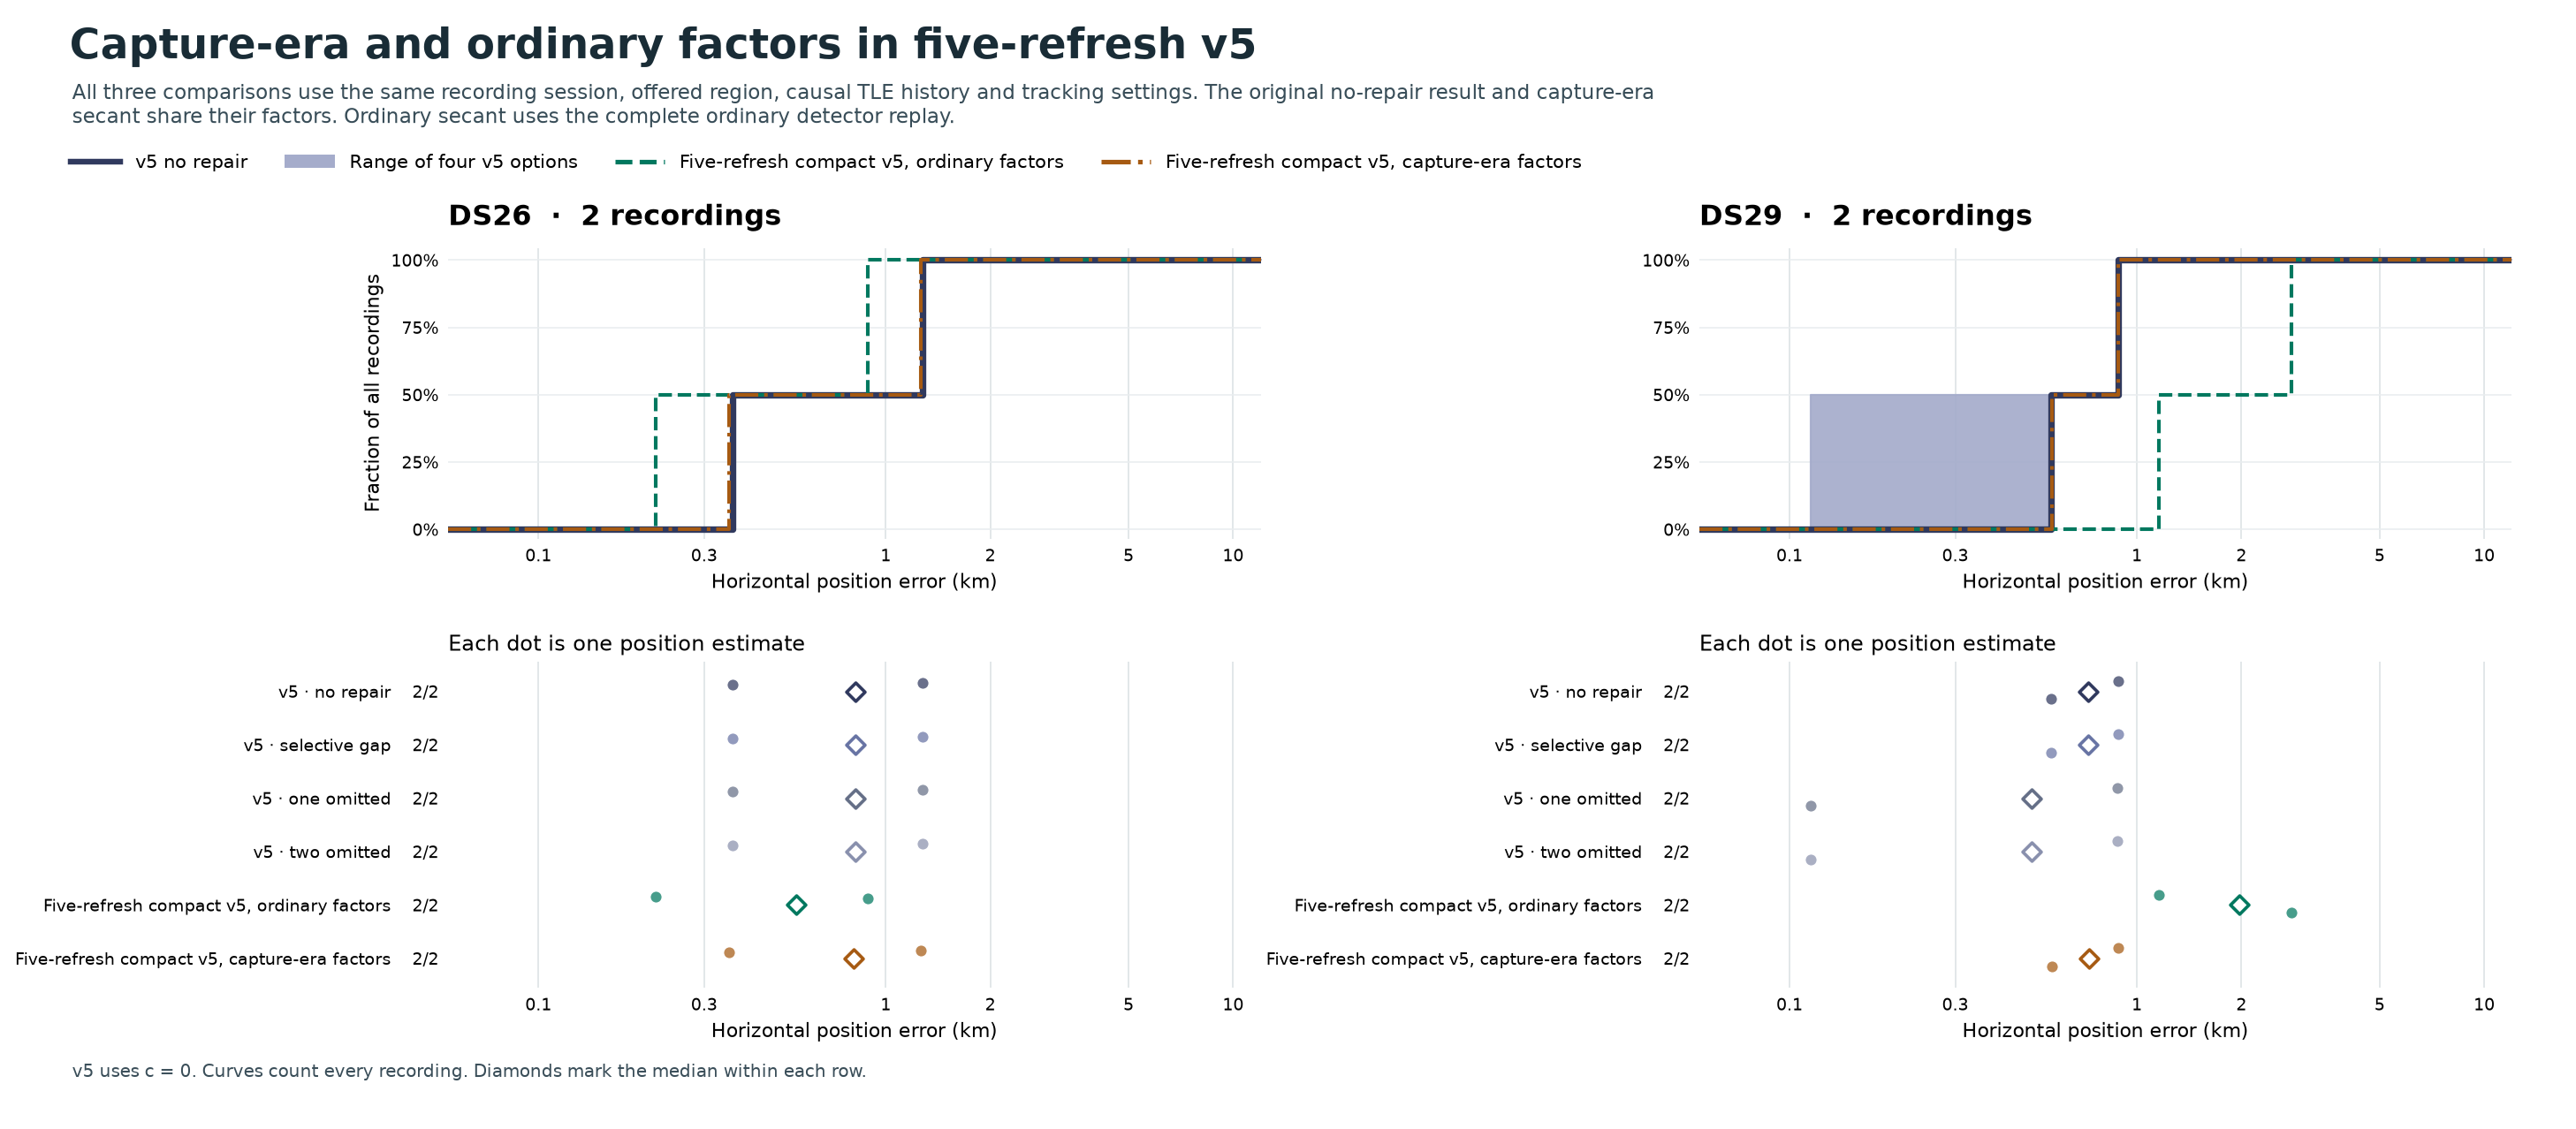 Capture-era and ordinary factors in five-refresh v5
All three comparisons use the same recording session, offered region, causal TLE history and tracking settings. The original no-repair result and capture-era
secant share their factors. Ordinary secant uses the complete ordinary detector replay.
v5 no repair
Range of four v5 options
Five-refresh compact v5, ordinary factors
Five-refresh compact v5, capture-era factors
DS26 · 2 recordings
Fraction of all recordings
100%
75%
50%
25%
0%
0.1 0.3 1 2 5 10
Horizontal position error (km)
DS29 · 2 recordings
100%
75%
50%
25%
0%
0.1 0.3 1 2 5 10
Horizontal position error (km)
Each dot is one position estimate
v5 · no repair 2/2
v5 · selective gap 2/2
v5 · one omitted 2/2
v5 · two omitted 2/2
Five-refresh compact v5, ordinary factors 2/2
Five-refresh compact v5, capture-era factors 2/2
0.1 0.3 1 2 5 10
Horizontal position error (km)
Each dot is one position estimate
v5 · no repair 2/2
v5 · selective gap 2/2
v5 · one omitted 2/2
v5 · two omitted 2/2
Five-refresh compact v5, ordinary factors 2/2
Five-refresh compact v5, capture-era factors 2/2
0.1 0.3 1 2 5 10
Horizontal position error (km)
v5 uses c = 0. Curves count every recording. Diamonds mark the median within each row.